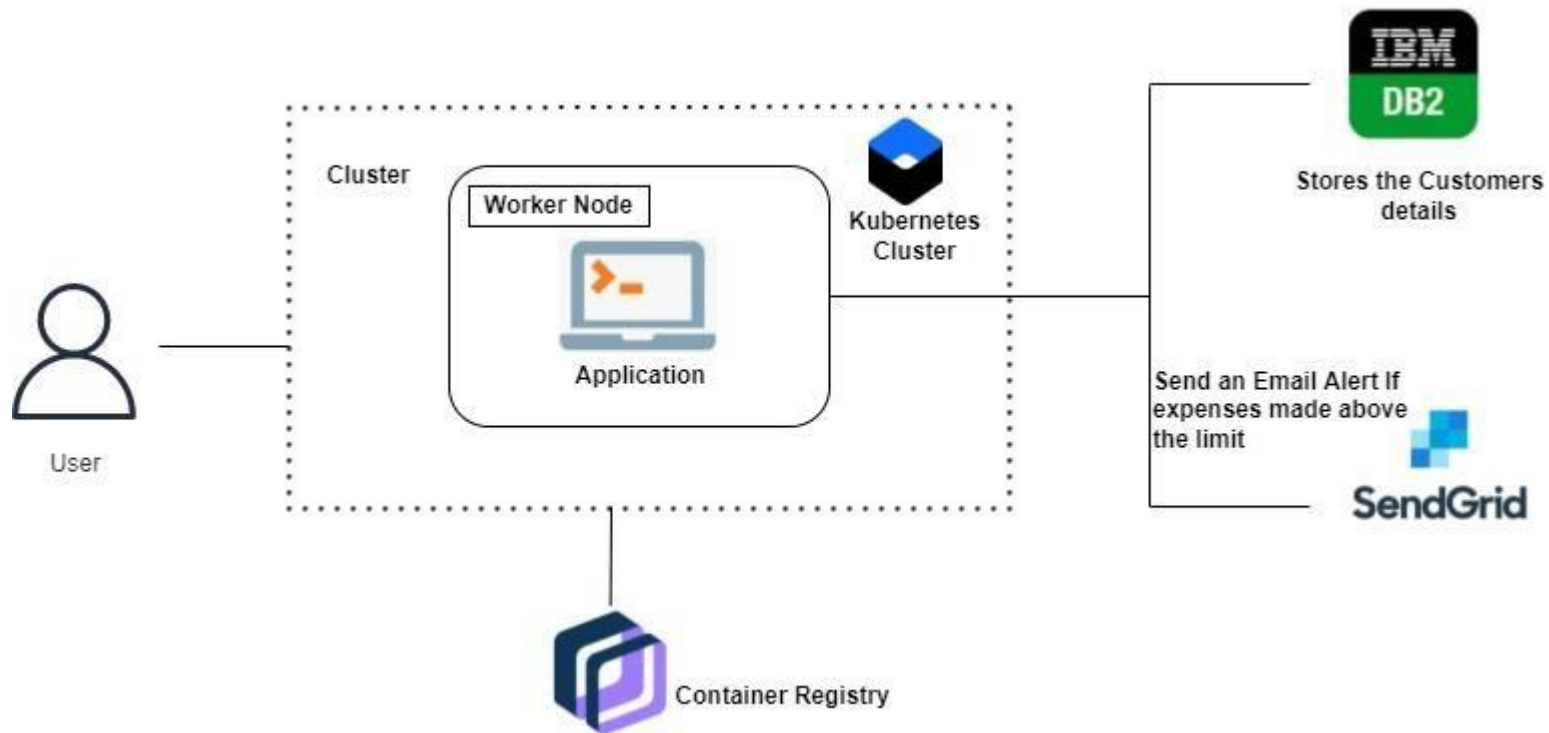 IBM
DB2
Stores the Customers
details
Cluster
Worker Node
Kubernetes
Cluster
Application
User
Send an Email Alert If
expenses made above
the limit
SendGrid
Container Registry